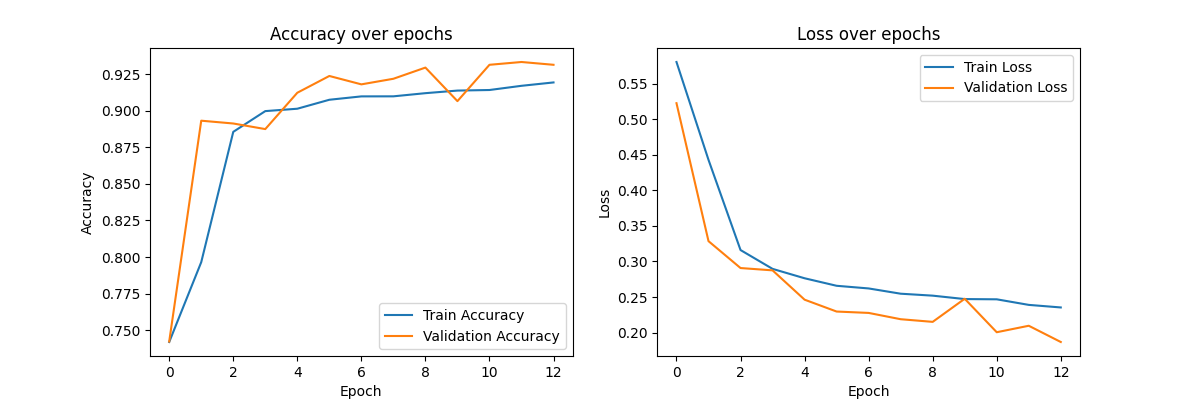 Accuracy over epochs
0.925
0.900
0.875
0.850
0.825
0.800
0.775
0.750
Accuracy
0 2 4 6 8 10 12
Epoch
Train Accuracy
Validation Accuracy
Loss over epochs
0.55
0.50
0.45
0.40
0.35
0.30
0.25
0.20
Loss
0 2 4 6 8 10 12
Epoch
Train Loss
Validation Loss